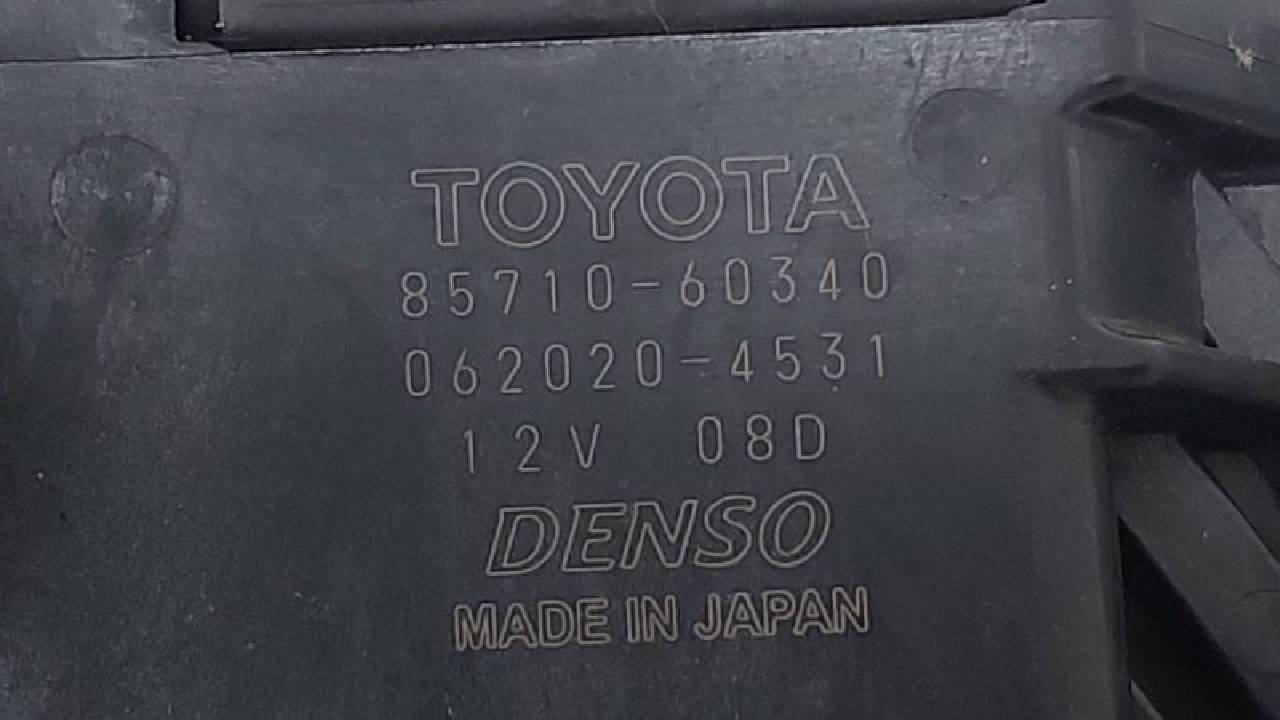 TOYOTA
85710-60340
062020-4531
12V 08D
DENSO
MADE IN JAPAN